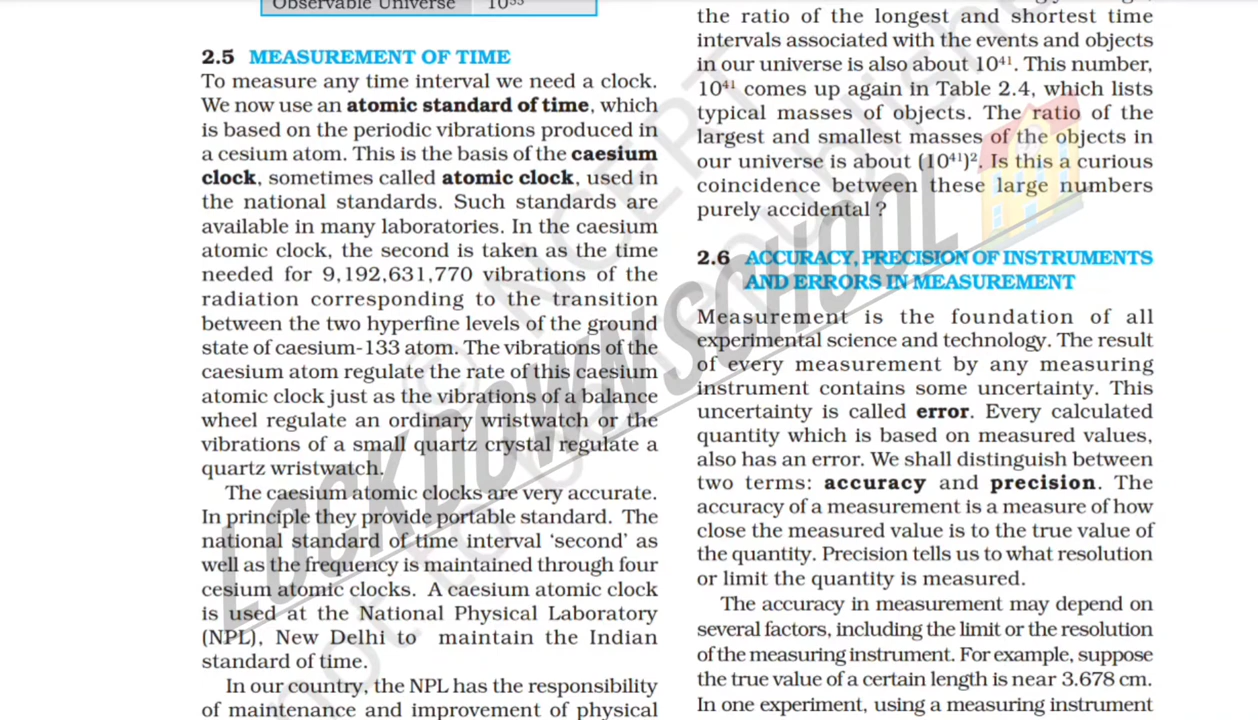 Observable Universe 10⁵⁵
2.5 MEASUREMENT OF TIME
To measure any time interval we need a clock.
We now use an atomic standard of time, which
is based on the periodic vibrations produced in
a cesium atom. This is the basis of the caesium
clock, sometimes called atomic clock, used in
the national standards. Such standards are
available in many laboratories. In the caesium
atomic clock, the second is taken as the time
needed for 9,192,631,770 vibrations of the
radiation corresponding to the transition
between the two hyperfine levels of the ground
state of caesium-133 atom. The vibrations of the
caesium atom regulate the rate of this caesium
atomic clock just as the vibrations of a balance
wheel regulate an ordinary wristwatch or the
vibrations of a small quartz crystal regulate a
quartz wristwatch.
The caesium atomic clocks are very accurate.
In principle they provide portable standard. The
national standard of time interval ‘second’ as
well as the frequency is maintained through four
cesium atomic clocks. A caesium atomic clock
is used at the National Physical Laboratory
(NPL), New Delhi to maintain the Indian
standard of time.
In our country, the NPL has the responsibility
of maintenance and improvement of physical
the ratio of the longest and shortest time
intervals associated with the events and objects
in our universe is also about 10⁴¹. This number,
10⁴¹ comes up again in Table 2.4, which lists
typical masses of objects. The ratio of the
largest and smallest masses of the objects in
our universe is about (10⁴¹)². Is this a curious
coincidence between these large numbers
purely accidental ?
2.6 ACCURACY, PRECISION OF INSTRUMENTS
AND ERRORS IN MEASUREMENT
Measurement is the foundation of all
experimental science and technology. The result
of every measurement by any measuring
instrument contains some uncertainty. This
uncertainty is called error. Every calculated
quantity which is based on measured values,
also has an error. We shall distinguish between
two terms: accuracy and precision. The
accuracy of a measurement is a measure of how
close the measured value is to the true value of
the quantity. Precision tells us to what resolution
or limit the quantity is measured.
The accuracy in measurement may depend on
several factors, including the limit or the resolution
of the measuring instrument. For example, suppose
the true value of a certain length is near 3.678 cm.
In one experiment, using a measuring instrument
LOCKDOWN SCHOOL
© NCERT
not to be republished